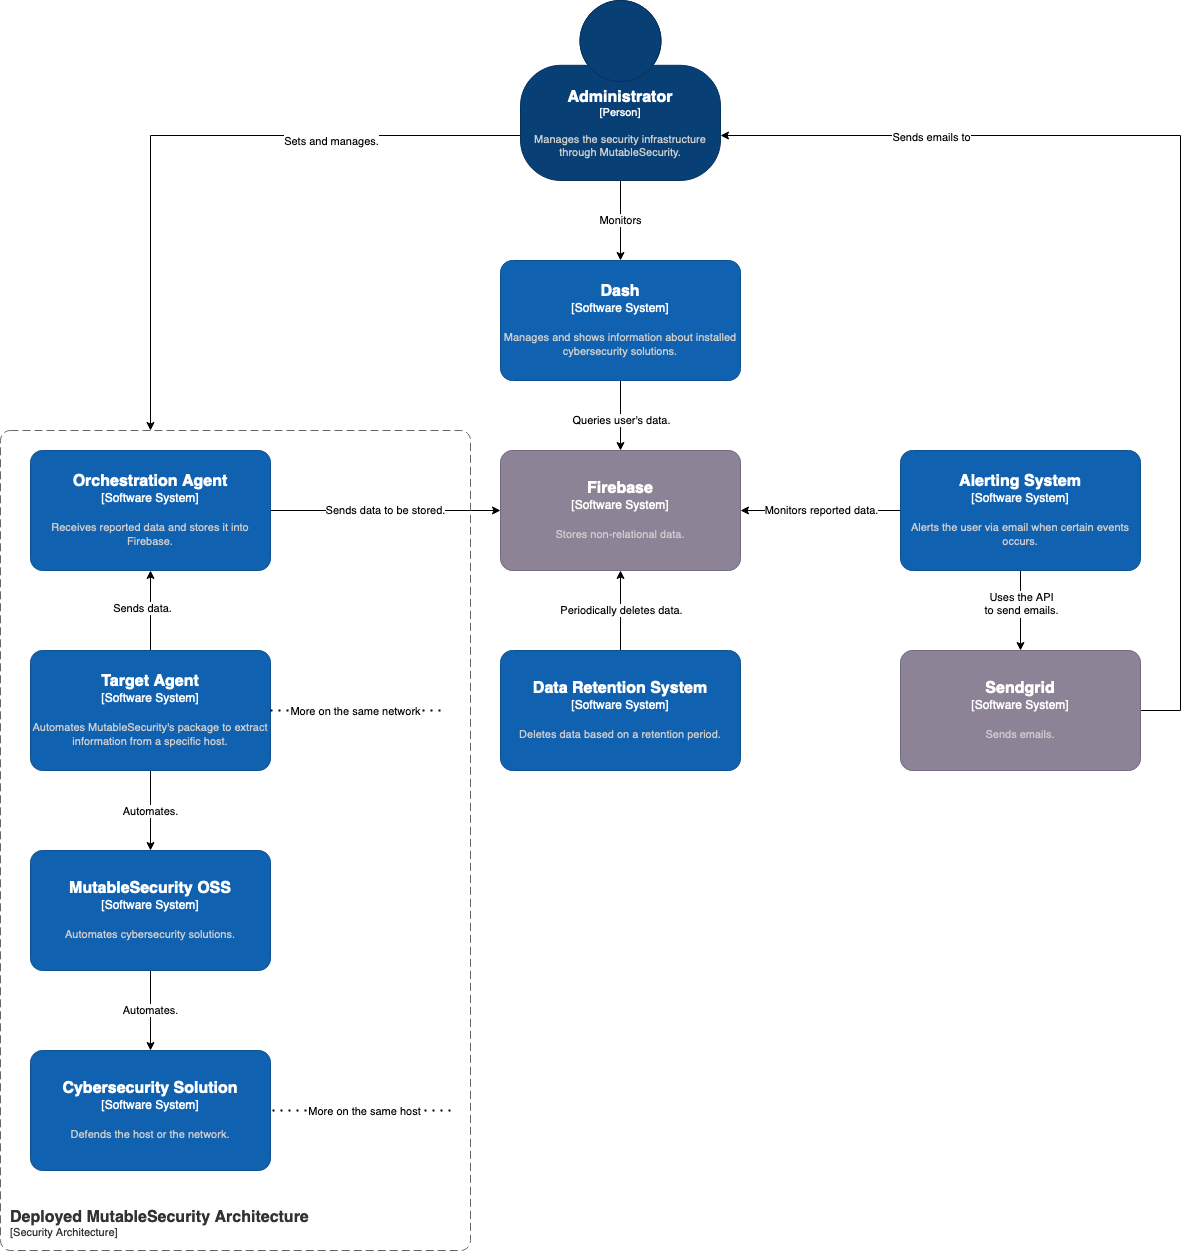 Administrator
[Person]
Manages the security infrastructure
through MutableSecurity.
Sets and manages.
Sends emails to
Monitors
Dash
[Software System]
Manages and shows information about installed
cybersecurity solutions.
Queries user's data.
Orchestration Agent
[Software System]
Receives reported data and stores it into
Firebase.
Sends data to be stored.
Firebase
[Software System]
Stores non-relational data.
Monitors reported data.
Alerting System
[Software System]
Alerts the user via email when certain events
occurs.
Sends data.
Periodically deletes data.
Uses the API
to send emails.
Target Agent
[Software System]
Automates MutableSecurity's package to extract
information from a specific host.
More on the same network
Data Retention System
[Software System]
Deletes data based on a retention period.
Sendgrid
[Software System]
Sends emails.
Automates.
MutableSecurity OSS
[Software System]
Automates cybersecurity solutions.
Automates.
Cybersecurity Solution
[Software System]
Defends the host or the network.
More on the same host
Deployed MutableSecurity Architecture
[Security Architecture]